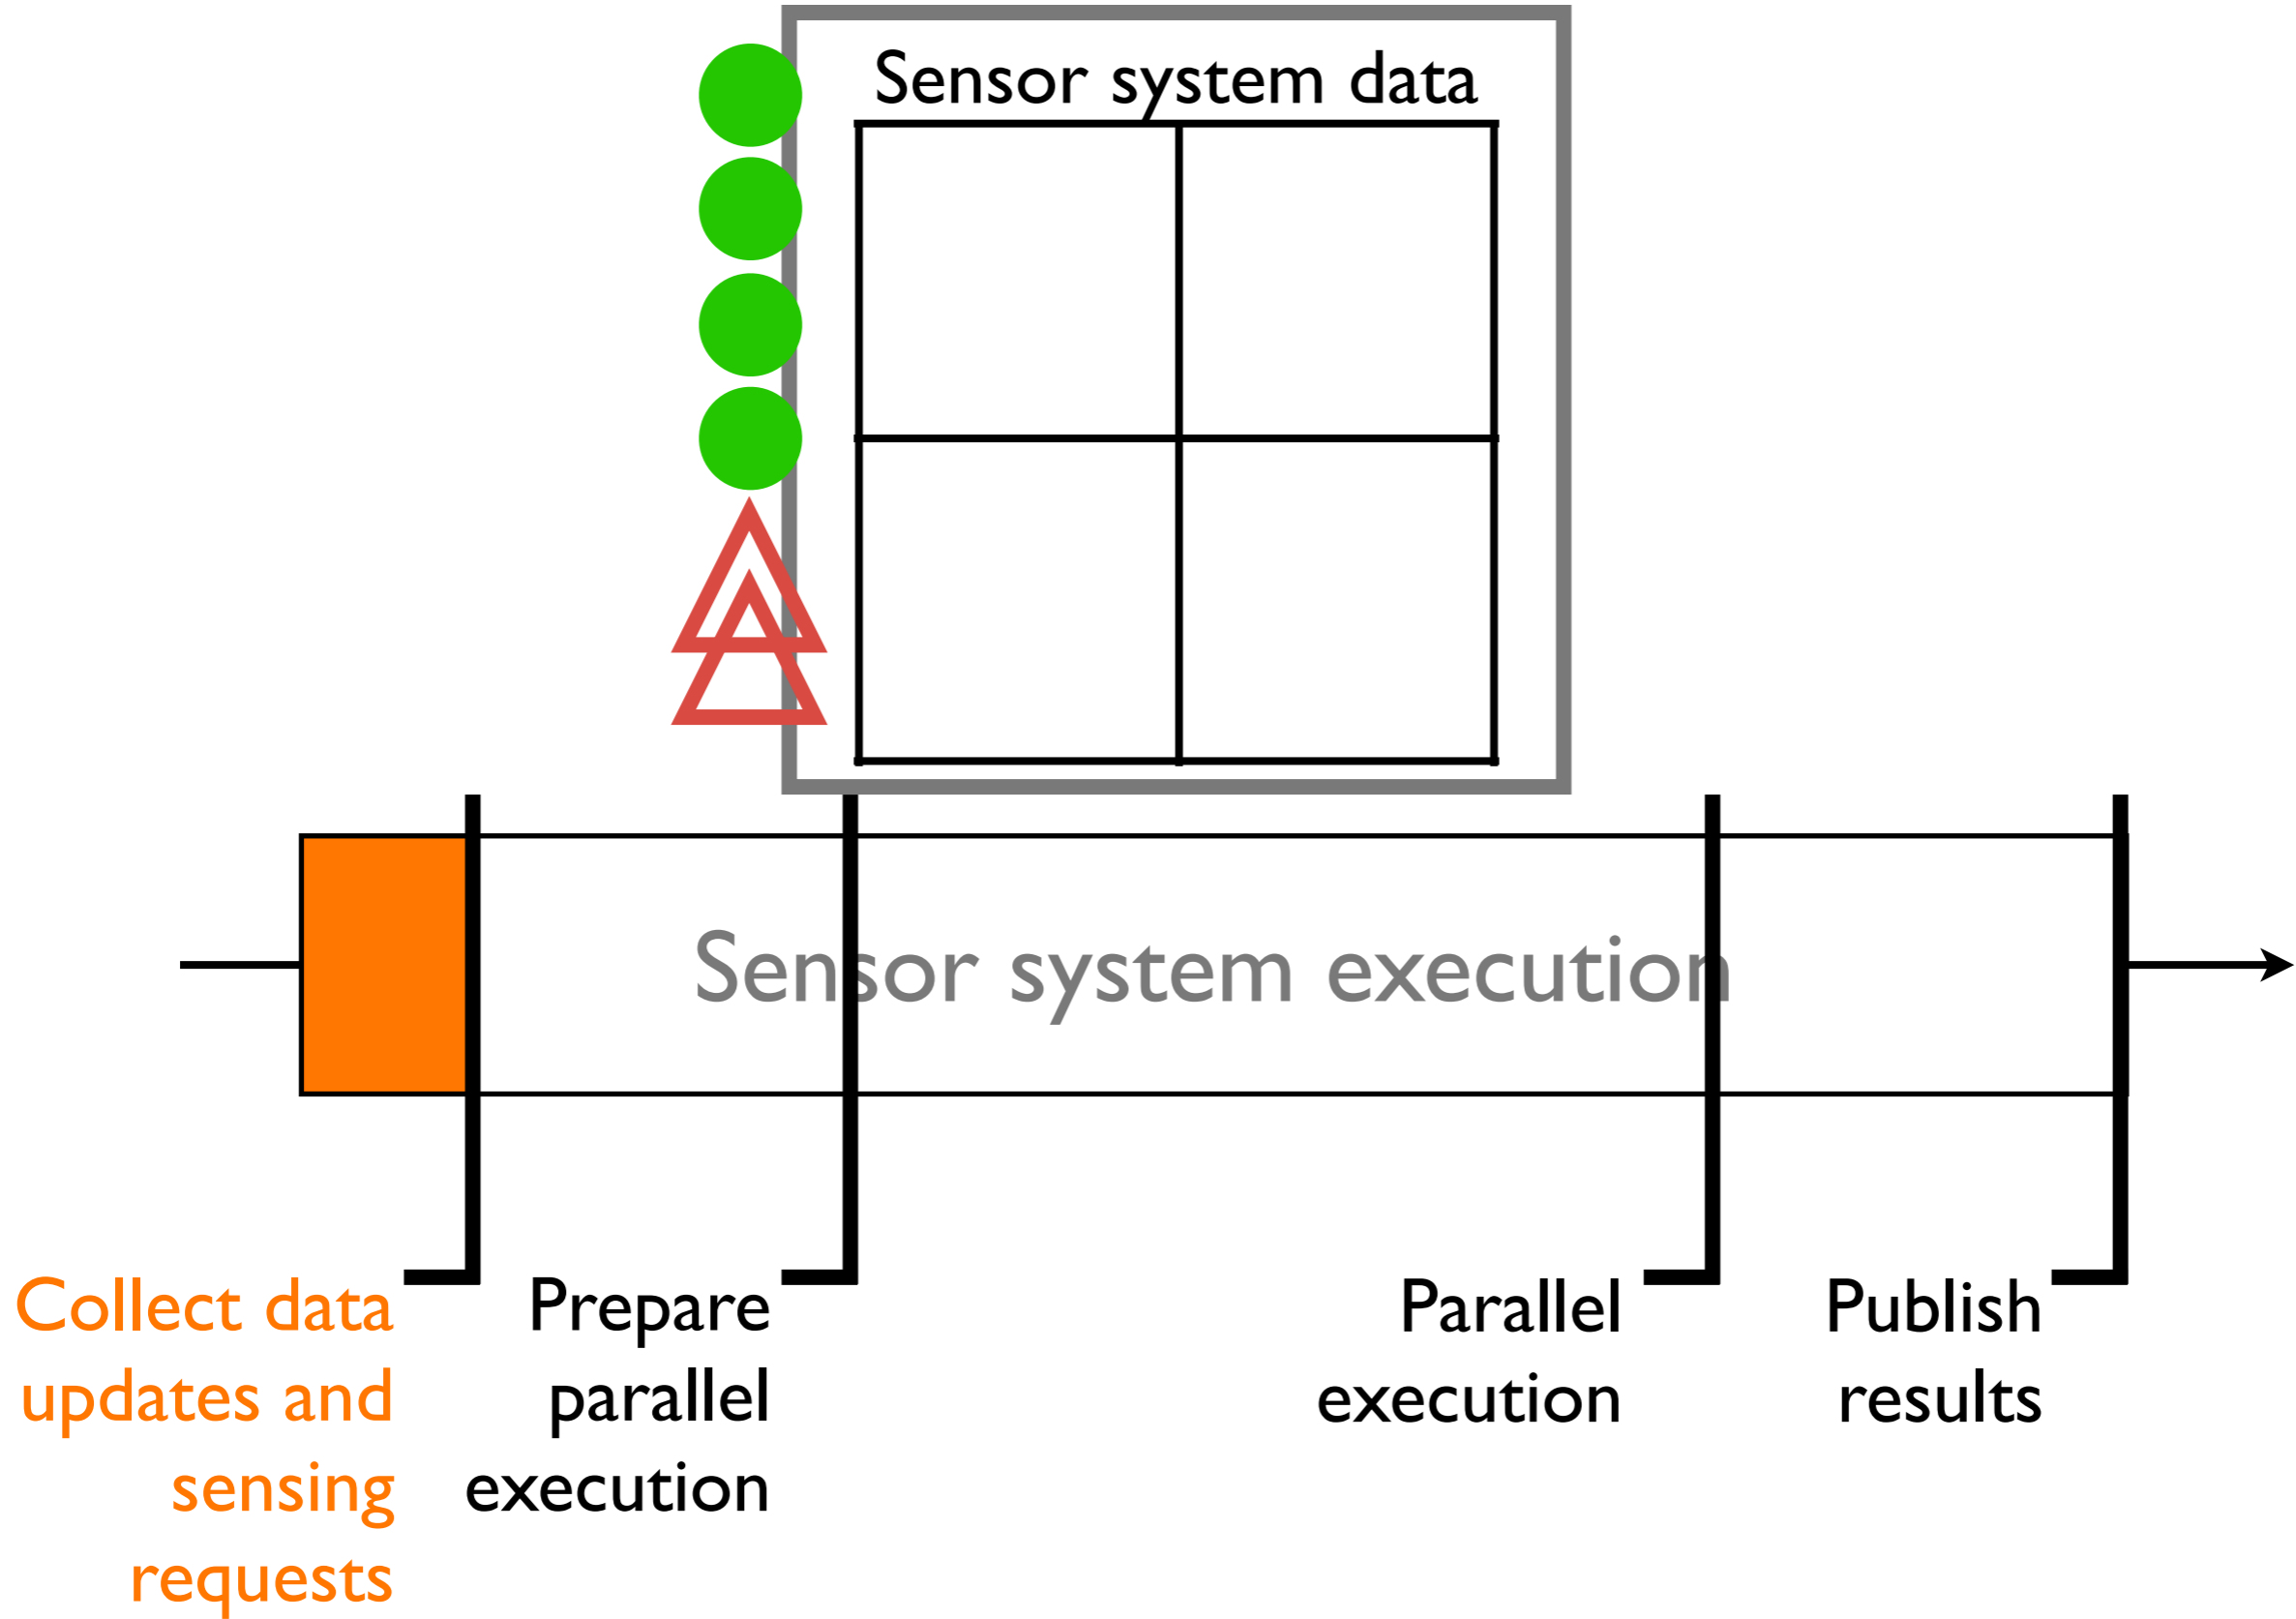 Sensor system data
Sensor system execution
Collect data
updates and
sensing
requests
Prepare
parallel
execution
Parallel
execution
Publish
results